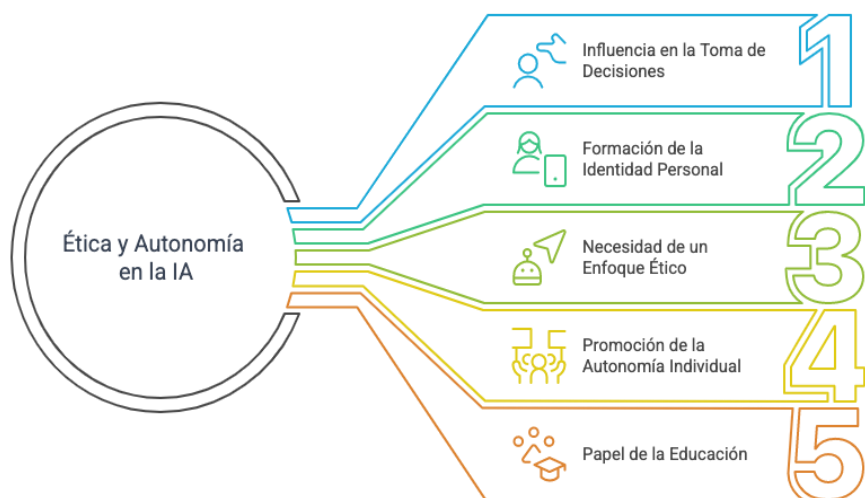 Ética y Autonomía
en la IA
Influencia en la Toma de
Decisiones
1
Formación de la
Identidad Personal
2
Necesidad de un
Enfoque Ético
3
Promoción de la
Autonomía Individual
4
Papel de la Educación
5